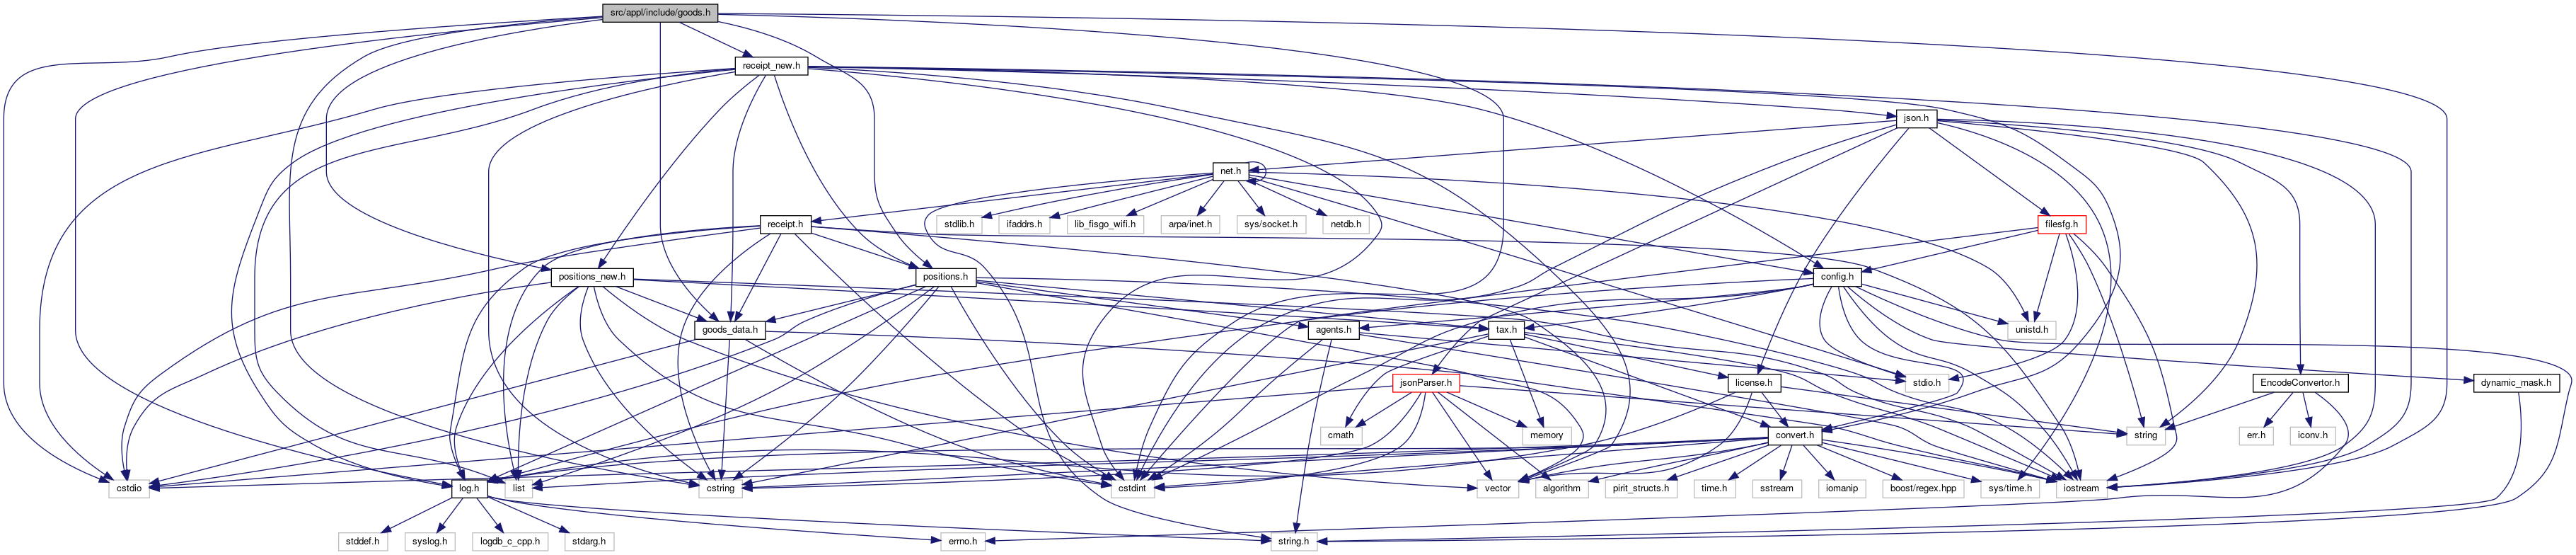 src/appl/include/goods.h
receipt_new.h
json.h
net.h
receipt.h
stdlib.h
ifaddrs.h
lib_fisgo_wifi.h
arpa/inet.h
sys/socket.h
netdb.h
filesfg.h
positions_new.h
positions.h
config.h
goods_data.h
agents.h
tax.h
unistd.h
jsonParser.h
license.h
stdio.h
EncodeConvertor.h
dynamic_mask.h
cmath
memory
convert.h
string
err.h
iconv.h
cstdio
log.h
list
cstring
cstdint
vector
algorithm
pirit_structs.h
time.h
sstream
iomanip
boost/regex.hpp
sys/time.h
iostream
stddef.h
syslog.h
logdb_c_cpp.h
stdarg.h
errno.h
string.h